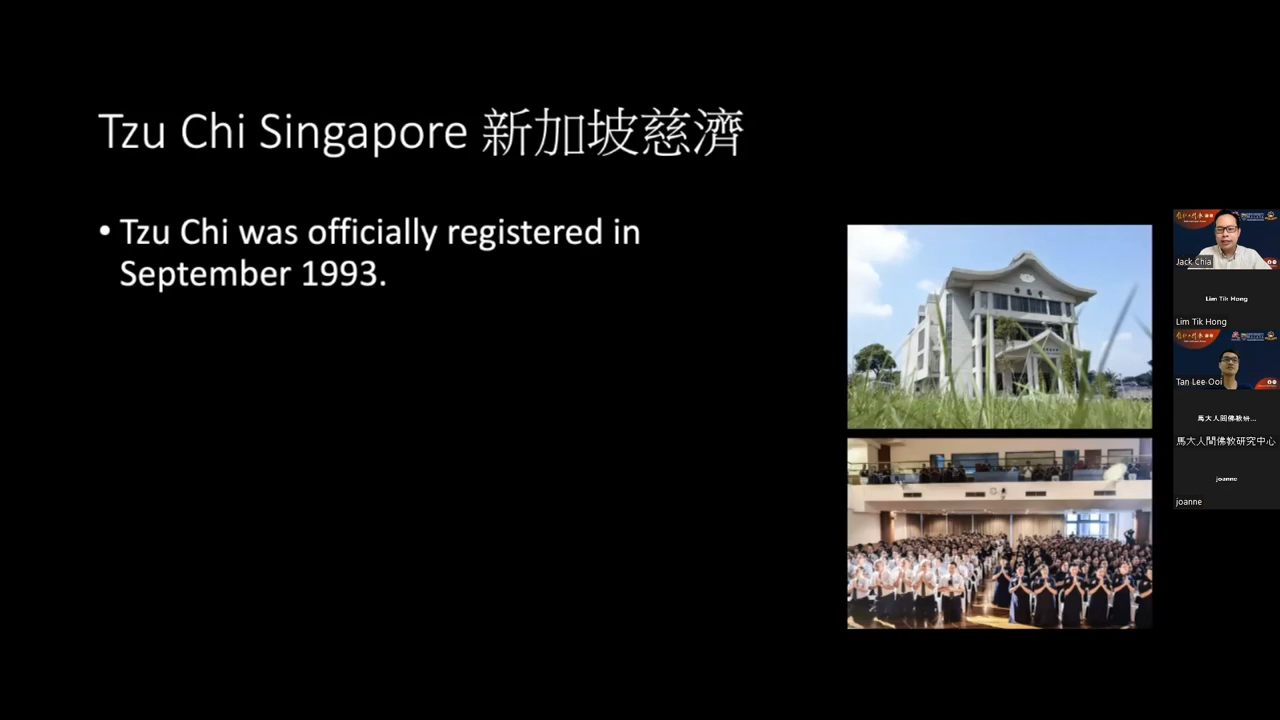 Tzu Chi Singapore 新加坡慈濟
• Tzu Chi was officially registered in
September 1993.
Jack Chia
Lim Tik Hong
Lim Tik Hong
Tan Lee Ooi
馬大人間佛教研...
馬大人間佛教研究中心
joanne
joanne